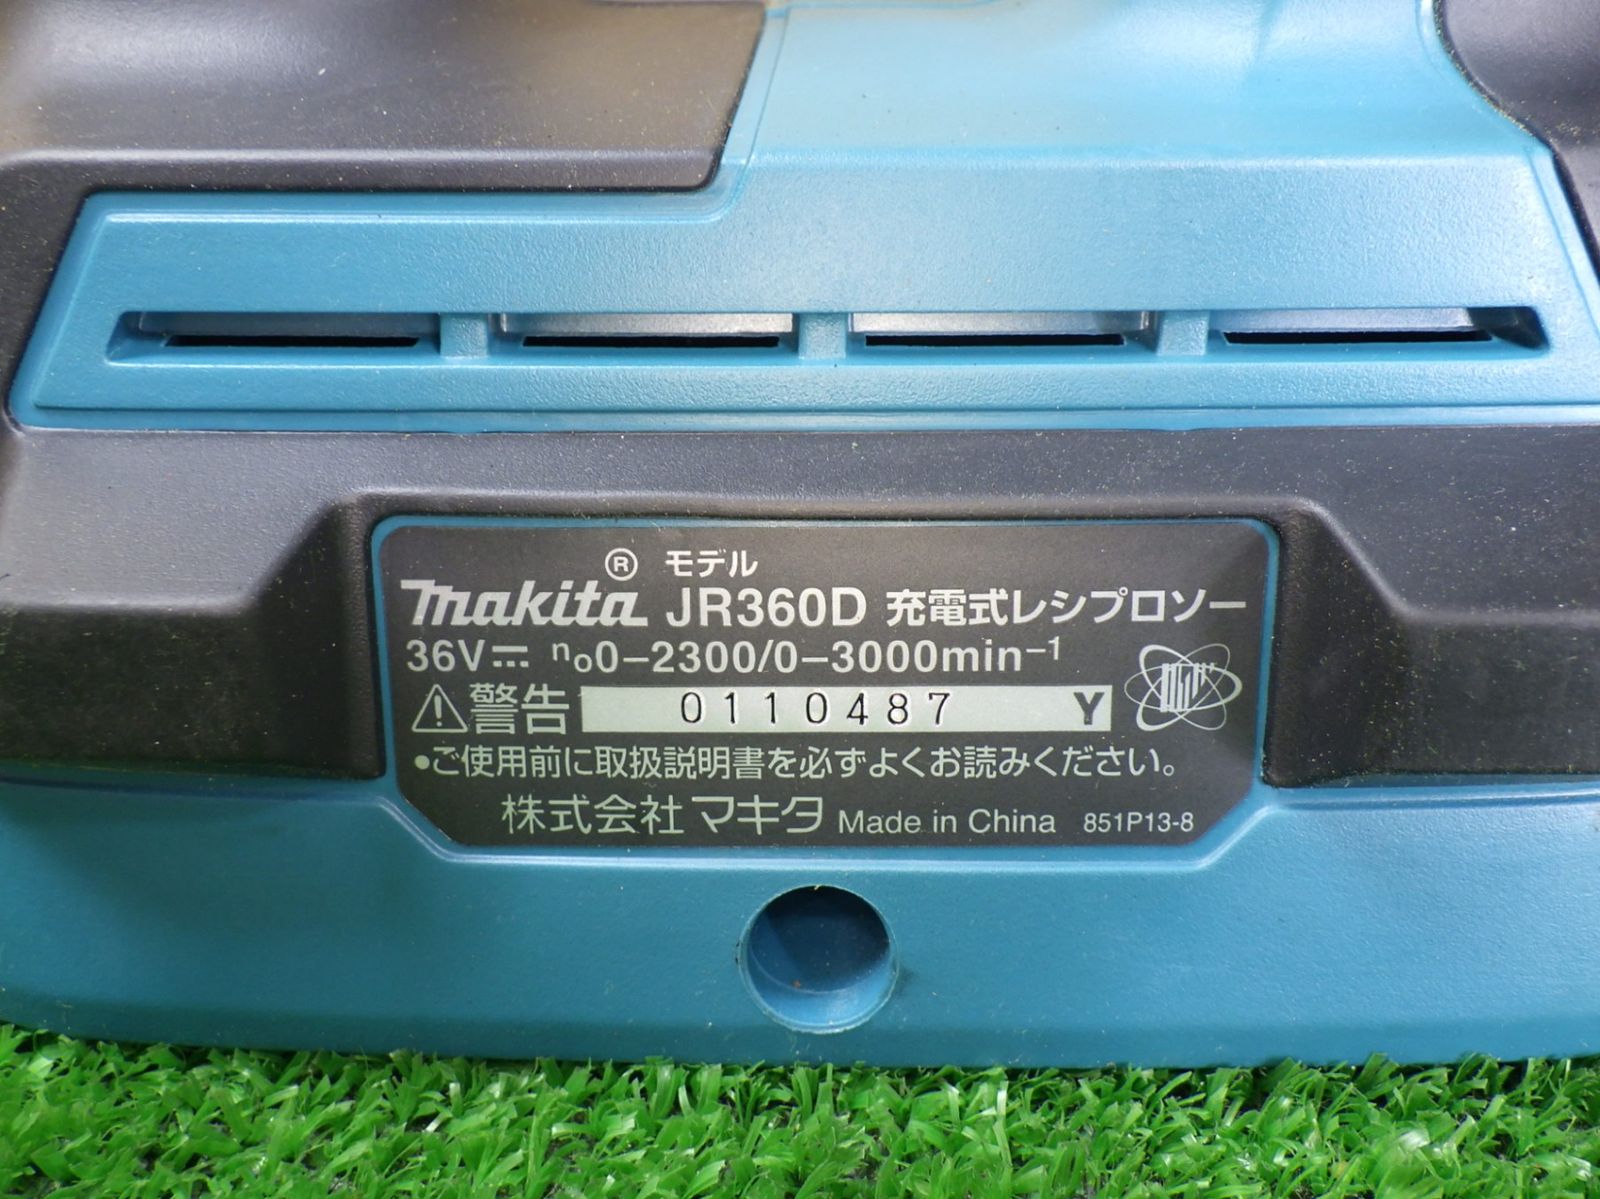 モデル
makita® JR360D 充電式レシプロソー
36V⎓ n₀0−2300/0−3000min⁻¹
⚠警告 0110487 Y
•ご使用前に取扱説明書を必ずよくお読みください。
株式会社マキタ Made in China 851P13-8